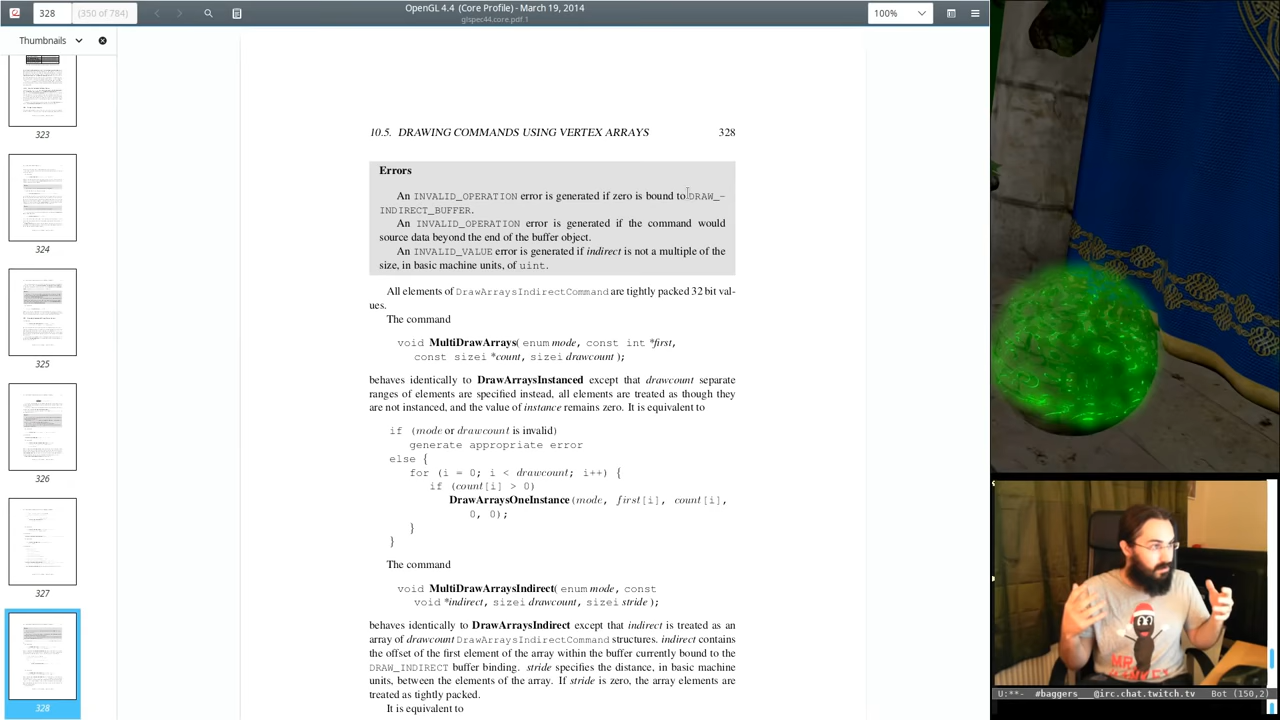 328
(350 of 784)
OpenGL 4.4 (Core Profile) - March 19, 2014
glspec44.core.pdf.1
100%
Thumbnails
323
324
325
326
327
328
10.5. DRAWING COMMANDS USING VERTEX ARRAYS 328
Errors
An INVALID_OPERATION error is generated if zero is bound to DRAW_-
INDIRECT_BUFFER.
An INVALID_OPERATION error is generated if the command would
source data beyond the end of the buffer object.
An INVALID_VALUE error is generated if indirect is not a multiple of the
size, in basic machine units, of uint.
All elements of DrawArraysIndirectCommand are tightly packed 32 bit val-
ues.
The command
void MultiDrawArrays( enum mode, const int *first,
const sizei *count, sizei drawcount );
behaves identically to DrawArraysInstanced except that drawcount separate
ranges of elements are specified instead, all elements are treated as though they
are not instanced, and the value of instance remains zero. It is equivalent to
if (mode or drawcount is invalid)
generate appropriate error
else {
for (i = 0; i < drawcount; i++) {
if (count[i] > 0)
DrawArraysOneInstance(mode, first[i], count[i],
0, 0);
}
}
The command
void MultiDrawArraysIndirect( enum mode, const
void *indirect, sizei drawcount, sizei stride );
behaves identically to DrawArraysIndirect except that indirect is treated as an
array of drawcount DrawArraysIndirectCommand structures. indirect contains
the offset of the first element of the array within the buffer currently bound to the
DRAW_INDIRECT buffer binding. stride specifies the distance, in basic machine
units, between the elements of the array. If stride is zero, the array elements are
treated as tightly packed.
It is equivalent to
MR
U:**- #baggers___@irc.chat.twitch.tv Bot (150,2)